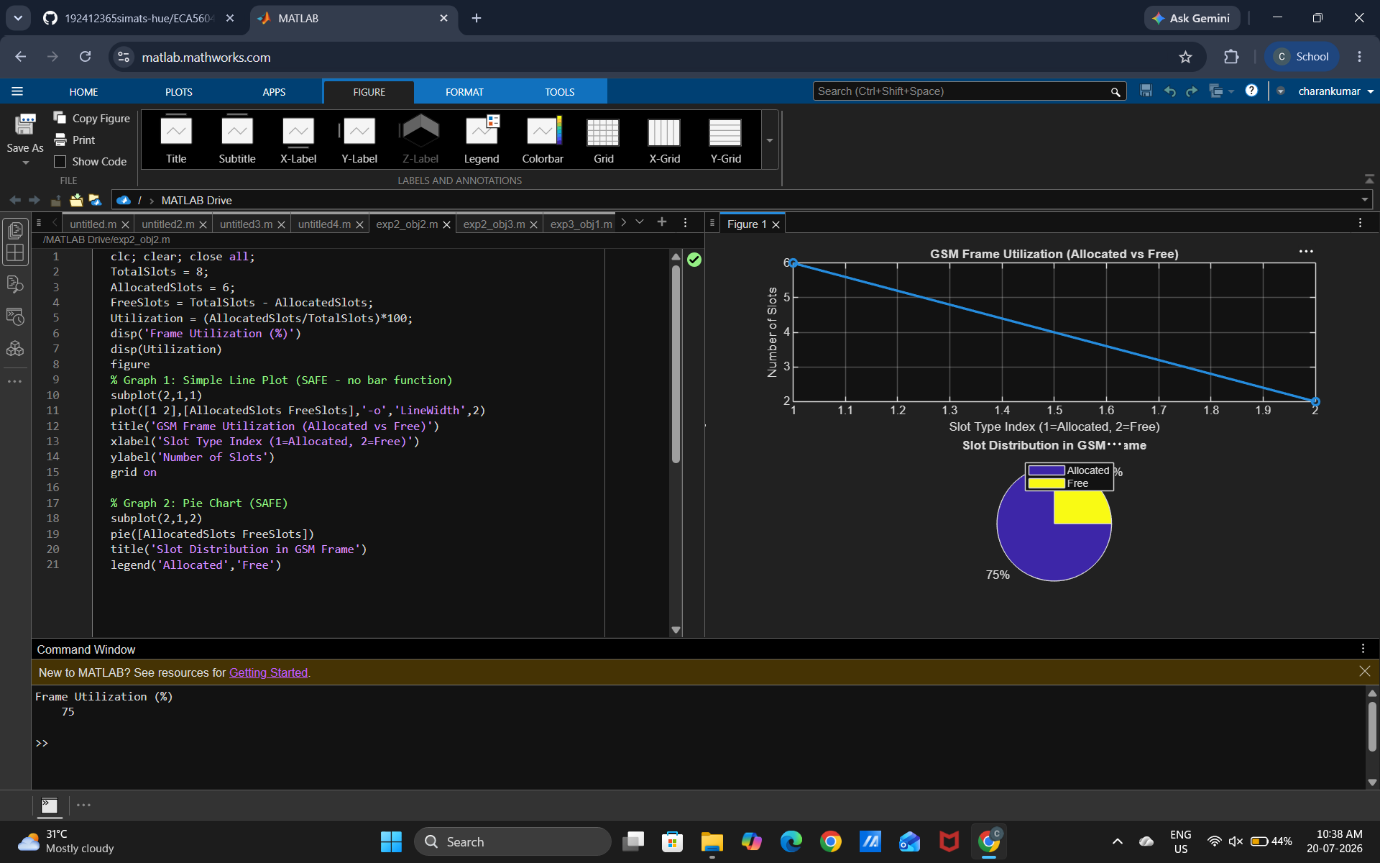 192412365simats-hue/ECA5604
MATLAB
Ask Gemini
matlab.mathworks.com
C School
HOME PLOTS APPS FIGURE FORMAT TOOLS
Search (Ctrl+Shift+Space)
charankumar
Save As
Copy Figure
Print
Show Code
FILE
Title Subtitle X-Label Y-Label Z-Label Legend Colorbar Grid X-Grid Y-Grid
LABELS AND ANNOTATIONS
/ › MATLAB Drive
untitled.m untitled2.m untitled3.m untitled4.m exp2_obj2.m exp2_obj3.m exp3_obj1.m
/MATLAB Drive/exp2_obj2.m
1 clc; clear; close all;
2 TotalSlots = 8;
3 AllocatedSlots = 6;
4 FreeSlots = TotalSlots - AllocatedSlots;
5 Utilization = (AllocatedSlots/TotalSlots)*100;
6 disp('Frame Utilization (%)')
7 disp(Utilization)
8 figure
9 % Graph 1: Simple Line Plot (SAFE - no bar function)
10 subplot(2,1,1)
11 plot([1 2],[AllocatedSlots FreeSlots],'-o','LineWidth',2)
12 title('GSM Frame Utilization (Allocated vs Free)')
13 xlabel('Slot Type Index (1=Allocated, 2=Free)')
14 ylabel('Number of Slots')
15 grid on
16
17 % Graph 2: Pie Chart (SAFE)
18 subplot(2,1,2)
19 pie([AllocatedSlots FreeSlots])
20 title('Slot Distribution in GSM Frame')
21 legend('Allocated','Free')
Figure 1
GSM Frame Utilization (Allocated vs Free)
Number of Slots
6
5
4
3
2
1 1.1 1.2 1.3 1.4 1.5 1.6 1.7 1.8 1.9 2
Slot Type Index (1=Allocated, 2=Free)
Slot Distribution in GSM ame
Allocated %
Free
75%
Command Window
New to MATLAB? See resources for Getting Started.
Frame Utilization (%)
75
>>
31°C
Mostly cloudy
Search
ENG
US
44%
10:38 AM
20-07-2026